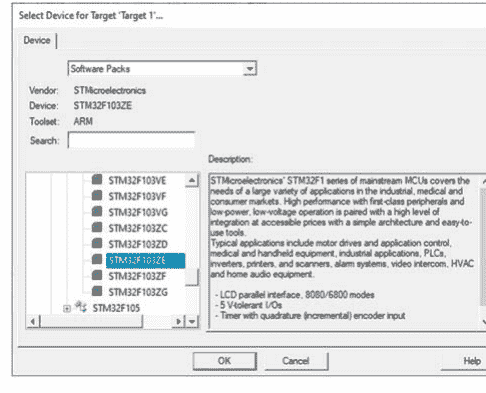 Select Device for Target 'Target 1'...
Device
Software Packs
Vendor: STMicroelectronics
Device: STM32F103ZE
Toolset: ARM
Search:
Description:
STM32F103VE
STM32F103VF
STM32F103VG
STM32F103ZC
STM32F103ZD
STM32F103ZE
STM32F103ZF
STM32F103ZG
STM32F105
STMicroelectronics' STM32F1 series of mainstream MCUs covers the
needs of a large variety of applications in the industrial, medical and
consumer markets. High performance with first-class peripherals and
low-power, low-voltage operation is paired with a high level of
integration at accessible prices with a simple architecture and easy-to-
use tools.
Typical applications include motor drives and application control,
medical and handheld equipment, industrial applications, PLCs,
inverters, printers, and scanners, alarm systems, video intercom, HVAC
and home audio equipment.
- LCD parallel interface, 8080/6800 modes
- 5 V-tolerant I/Os
- Timer with quadrature (incremental) encoder input
OK
Cancel
Help